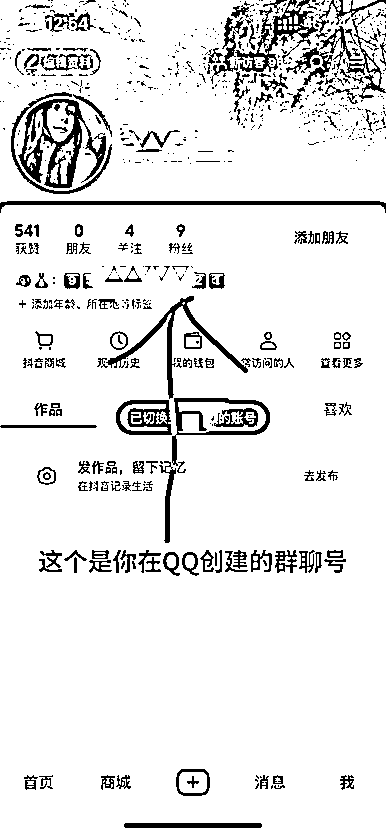 12:54
编辑资料
新访客
541 0 4 9
获赞 朋友 关注 粉丝
添加朋友
+ 添加年龄、所在地等标签
抖音商城 观看历史 我的钱包 常访问的人 查看更多
作品 喜欢
已切换 的账号
发作品，留下记忆
在抖音记录生活
去发布
这个是你在QQ创建的群聊号
首页 商城 消息 我